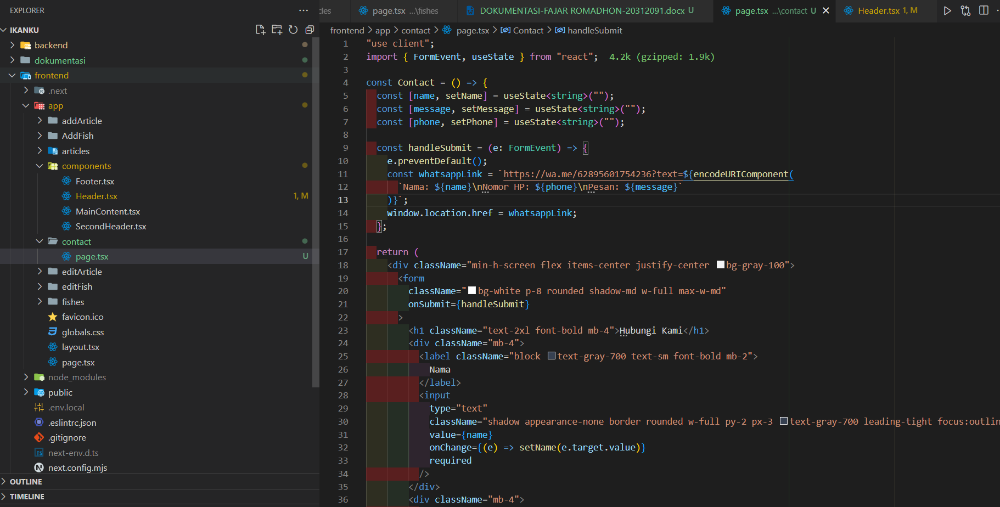 EXPLORER
IKANKU
backend
dokumentasi
frontend
.next
app
addArticle
AddFish
articles
components
Footer.tsx
Header.tsx 1, M
MainContent.tsx
SecondHeader.tsx
contact
page.tsx U
editArticle
editFish
fishes
favicon.ico
globals.css
layout.tsx
page.tsx
node_modules
public
.env.local
.eslintrc.json
.gitignore
next-env.d.ts
next.config.mjs
OUTLINE
TIMELINE
cles page.tsx ...\fishes DOKUMENTASI-FAJAR ROMADHON-20312091.docx U page.tsx ...\contact U Header.tsx 1, M
frontend > app > contact > page.tsx > Contact > handleSubmit
1 "use client";
2 import { FormEvent, useState } from "react"; 4.2k (gzipped: 1.9k)
3
4 const Contact = () => {
5 const [name, setName] = useState<string>("");
6 const [message, setMessage] = useState<string>("");
7 const [phone, setPhone] = useState<string>("");
8
9 const handleSubmit = (e: FormEvent) => {
10 e.preventDefault();
11 const whatsappLink = `https://wa.me/62895601754236?text=${encodeURIComponent(
12 `Nama: ${name}\nNomor HP: ${phone}\nPesan: ${message}`
13 )}`;
14 window.location.href = whatsappLink;
15 };
16
17 return (
18 <div className="min-h-screen flex items-center justify-center bg-gray-100">
19 <form
20 className="bg-white p-8 rounded shadow-md w-full max-w-md"
21 onSubmit={handleSubmit}
22 >
23 <h1 className="text-2xl font-bold mb-4">Hubungi Kami</h1>
24 <div className="mb-4">
25 <label className="block text-gray-700 text-sm font-bold mb-2">
26 Nama
27 </label>
28 <input
29 type="text"
30 className="shadow appearance-none border rounded w-full py-2 px-3 text-gray-700 leading-tight focus:outlin
31 value={name}
32 onChange={(e) => setName(e.target.value)}
33 required
34 />
35 </div>
36 <div className="mb-4">